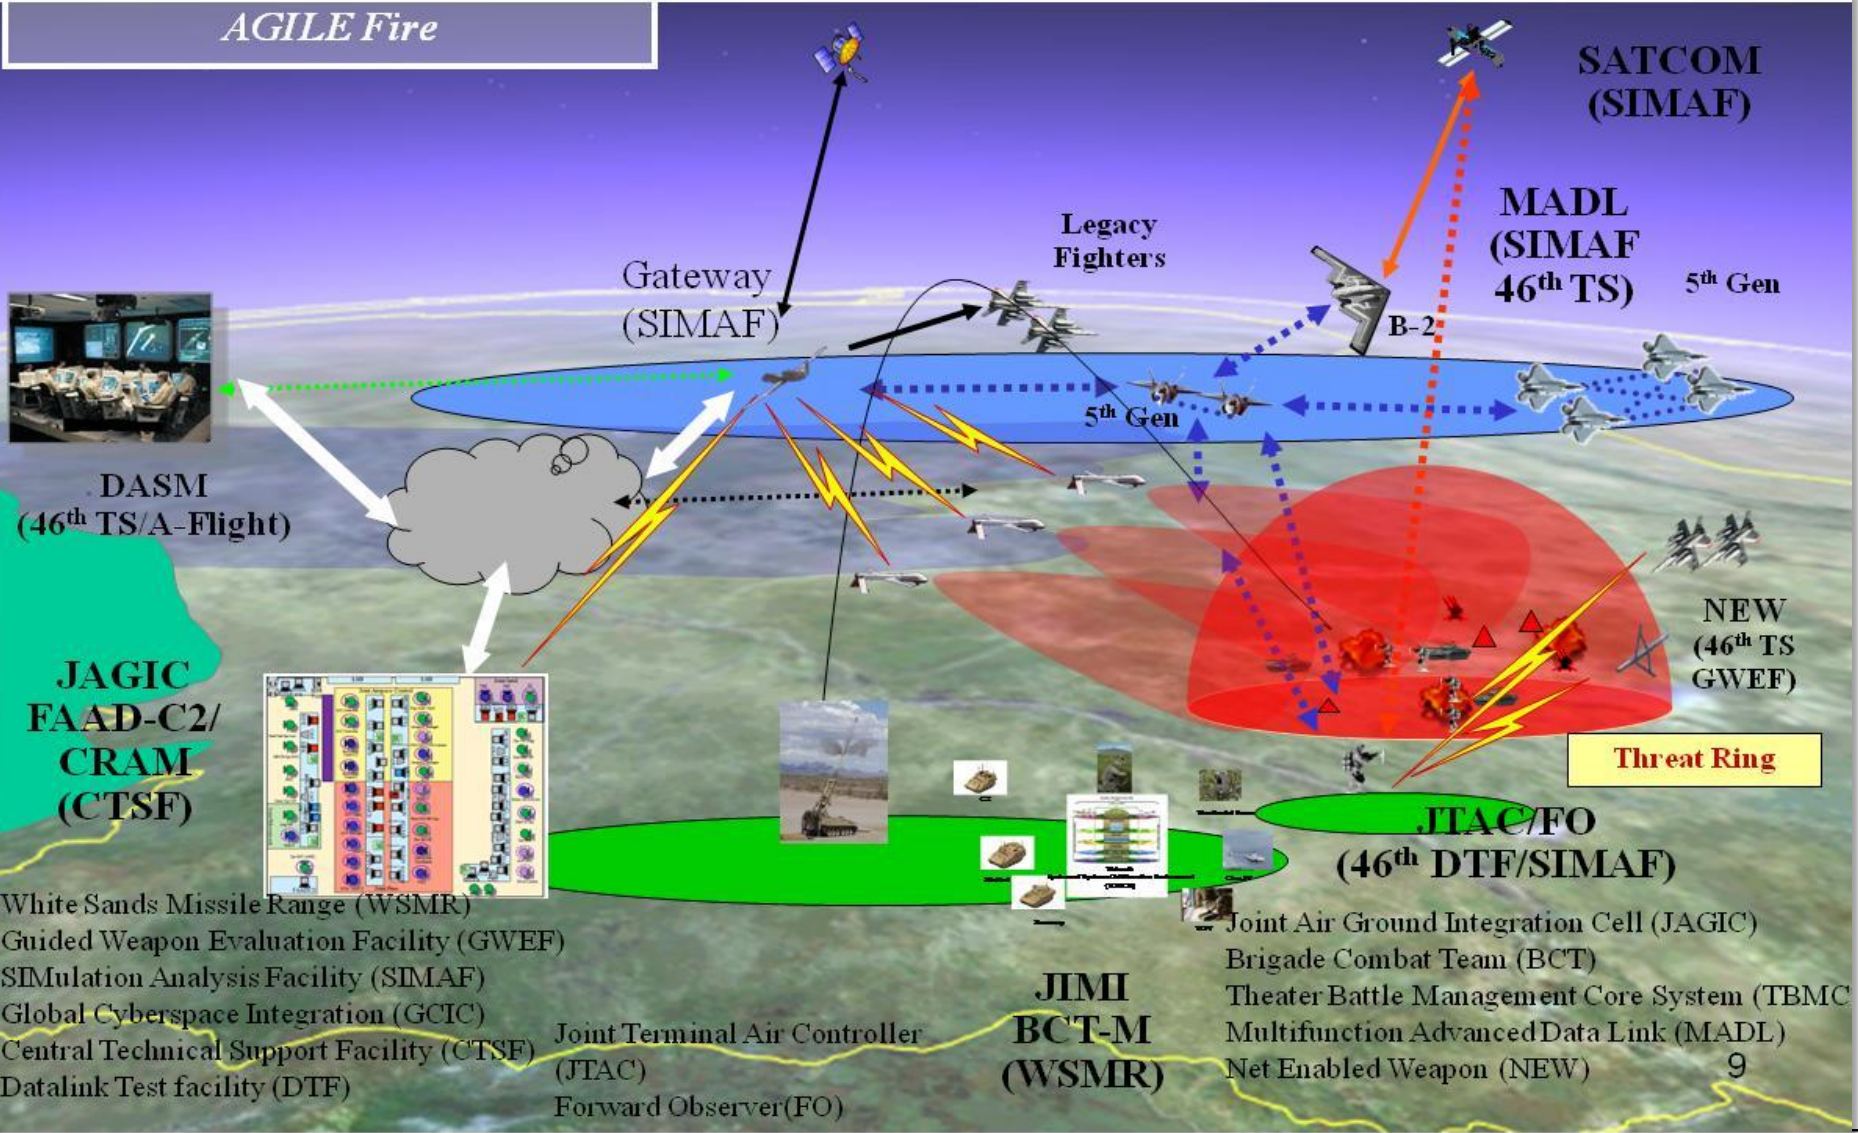 AGILE Fire
SATCOM
(SIMAF)
MADL
(SIMAF
46th TS)
5th Gen
Legacy
Fighters
Gateway
(SIMAF)
B-2
5th Gen
DASM
(46th TS/A-Flight)
NEW
(46th TS
GWEF)
JAGIC
FAAD-C2/
CRAM
(CTSF)
Threat Ring
JTAC/FO
(46th DTF/SIMAF)
White Sands Missile Range (WSMR)
Guided Weapon Evaluation Facility (GWEF)
SIMulation Analysis Facility (SIMAF)
Global Cyberspace Integration (GCIC)
Central Technical Support Facility (CTSF)
Datalink Test facility (DTF)
Joint Terminal Air Controller
(JTAC)
Forward Observer(FO)
JIMI
BCT-M
(WSMR)
Joint Air Ground Integration Cell (JAGIC)
Brigade Combat Team (BCT)
Theater Battle Management Core System (TBMC
Multifunction Advanced Data Link (MADL)
Net Enabled Weapon (NEW)
9